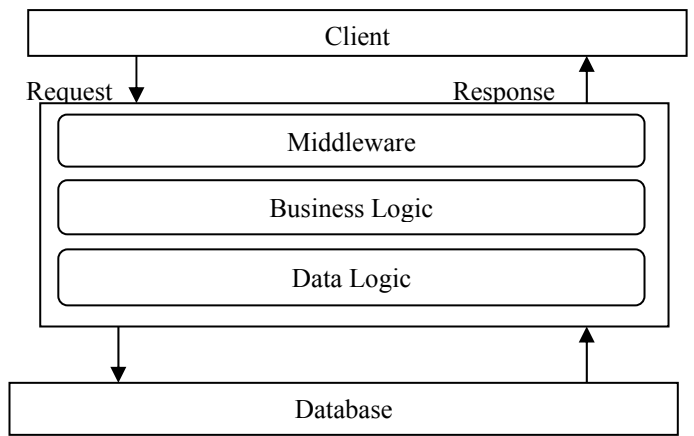 Client
Request
Response
Middleware
Business Logic
Data Logic
Database